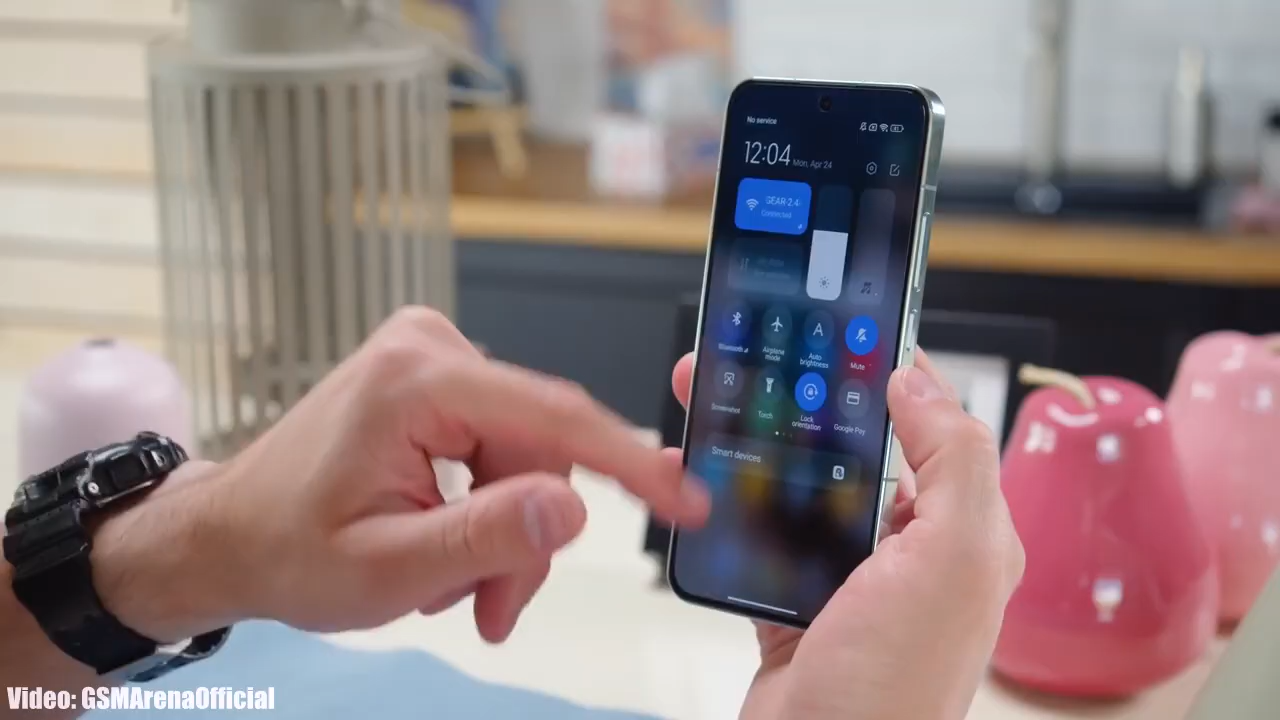 No service
12:04 Mon, Apr 24
GEAR-2.4
Connected
Bluetooth
Airplane mode
Auto brightness
Mute
Screenshot
Torch
Lock orientation
Google Pay
Smart devices
Video: GSMArenaOfficial